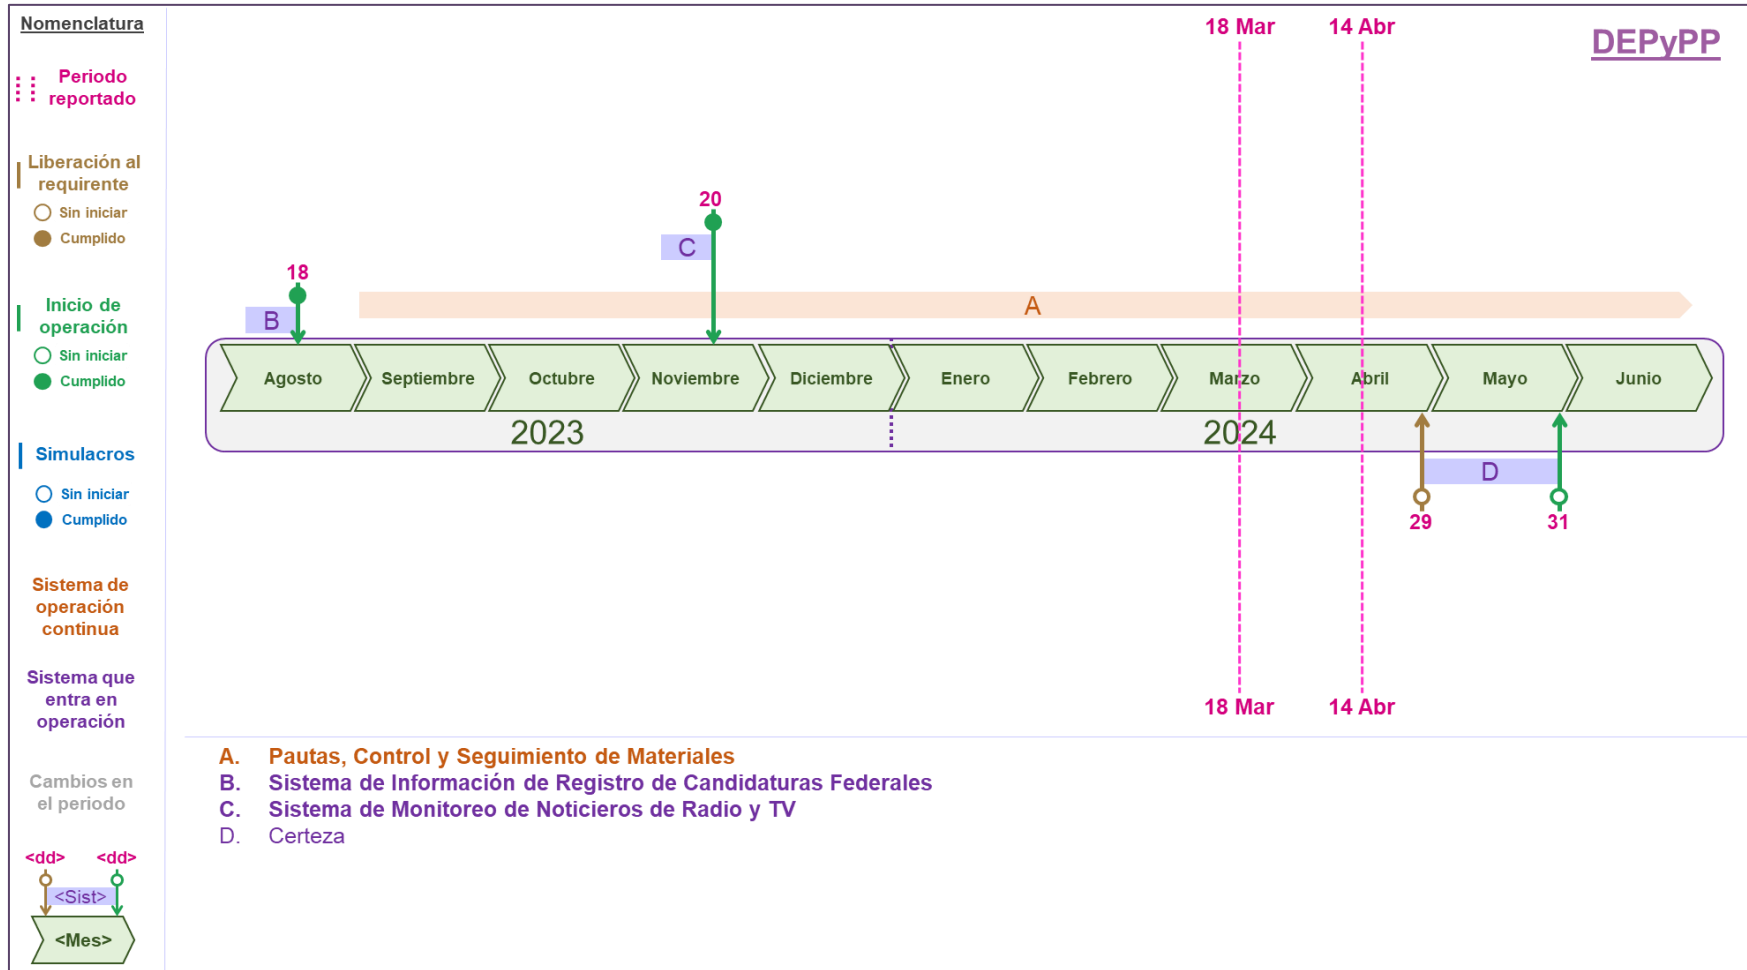 Nomenclatura
Periodo
reportado
Liberación al
requirente
Sin iniciar
Cumplido
Inicio de
operación
Sin iniciar
Cumplido
Simulacros
Sin iniciar
Cumplido
Sistema de
operación
continua
Sistema que
entra en
operación
Cambios en
el periodo
<dd> <dd>
<Sist>
<Mes>
18 Mar 14 Abr
DEPyPP
20
C
18
B
A
Agosto Septiembre Octubre Noviembre Diciembre Enero Febrero Marzo Abril Mayo Junio
2023 2024
D
29 31
18 Mar 14 Abr
A. Pautas, Control y Seguimiento de Materiales
B. Sistema de Información de Registro de Candidaturas Federales
C. Sistema de Monitoreo de Noticieros de Radio y TV
D. Certeza